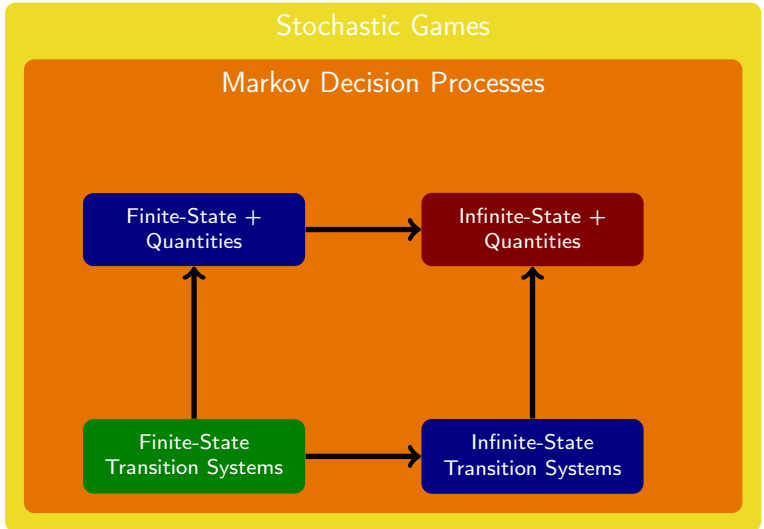 Stochastic Games
Markov Decision Processes
Finite-State +
Quantities
Infinite-State +
Quantities
Finite-State
Transition Systems
Infinite-State
Transition Systems